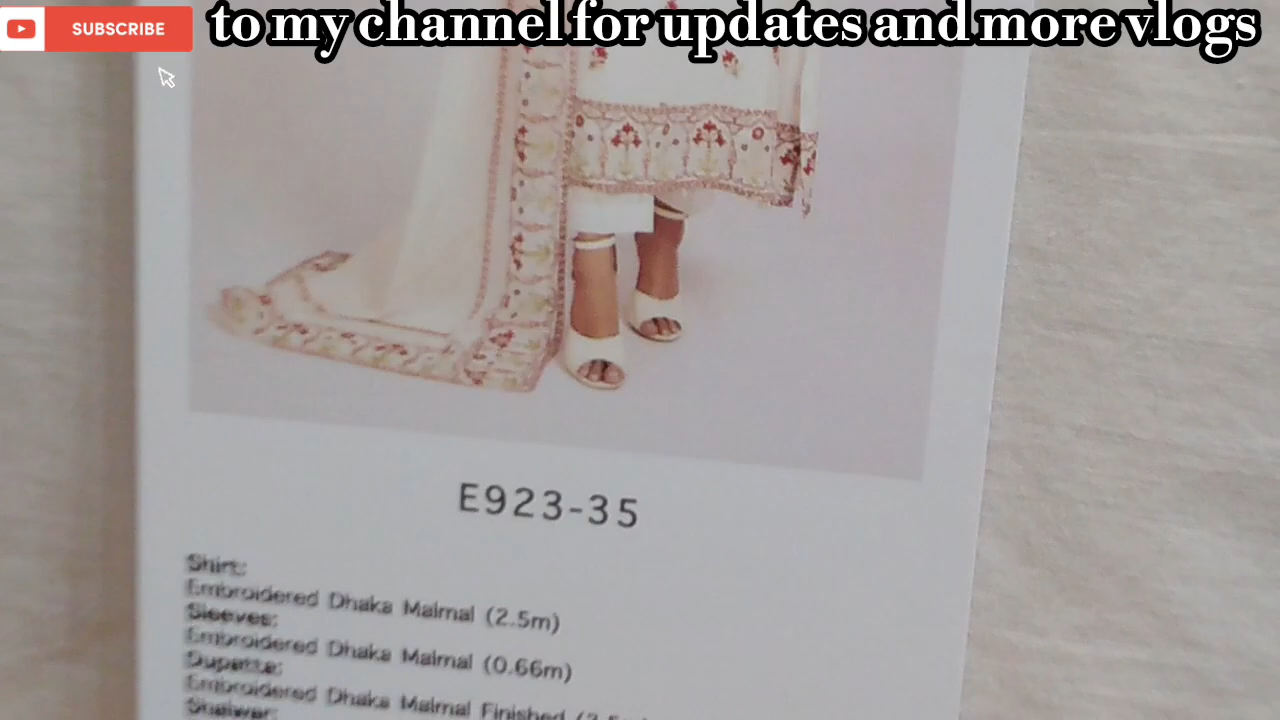 SUBSCRIBE
to my channel for updates and more vlogs
E923-35
Shirt:
Embroidered Dhaka Malmal (2.5m)
Sleeves:
Embroidered Dhaka Malmal (0.66m)
Dupatta:
Embroidered Dhaka Malmal Finished
Shalwar: